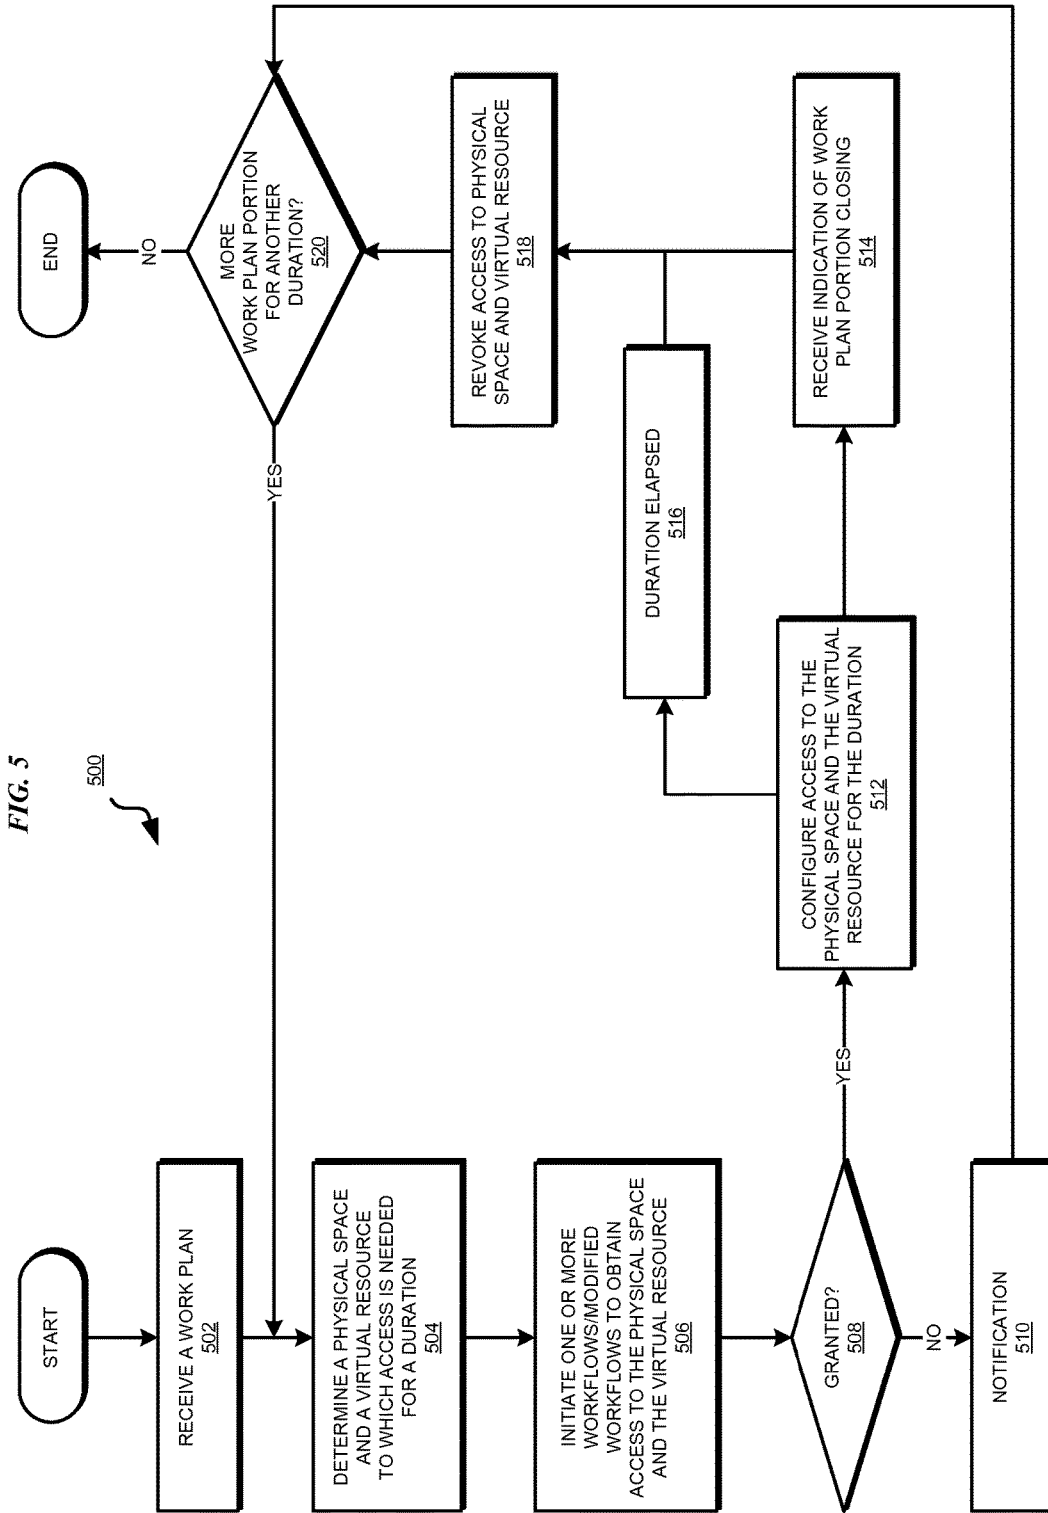 FIG. 5
500
START
RECEIVE A WORK PLAN
502
DETERMINE A PHYSICAL SPACE
AND A VIRTUAL RESOURCE
TO WHICH ACCESS IS NEEDED
FOR A DURATION
504
INITIATE ONE OR MORE
WORKFLOWS/MODIFIED
WORKFLOWS TO OBTAIN
ACCESS TO THE PHYSICAL SPACE
AND THE VIRTUAL RESOURCE
506
GRANTED?
508
NO
NOTIFICATION
510
YES
CONFIGURE ACCESS TO THE
PHYSICAL SPACE AND THE VIRTUAL
RESOURCE FOR THE DURATION
512
DURATION ELAPSED
516
RECEIVE INDICATION OF WORK
PLAN PORTION CLOSING
514
REVOKE ACCESS TO PHYSICAL
SPACE AND VIRTUAL RESOURCE
518
MORE
WORK PLAN PORTION
FOR ANOTHER
DURATION?
520
YES
NO
END